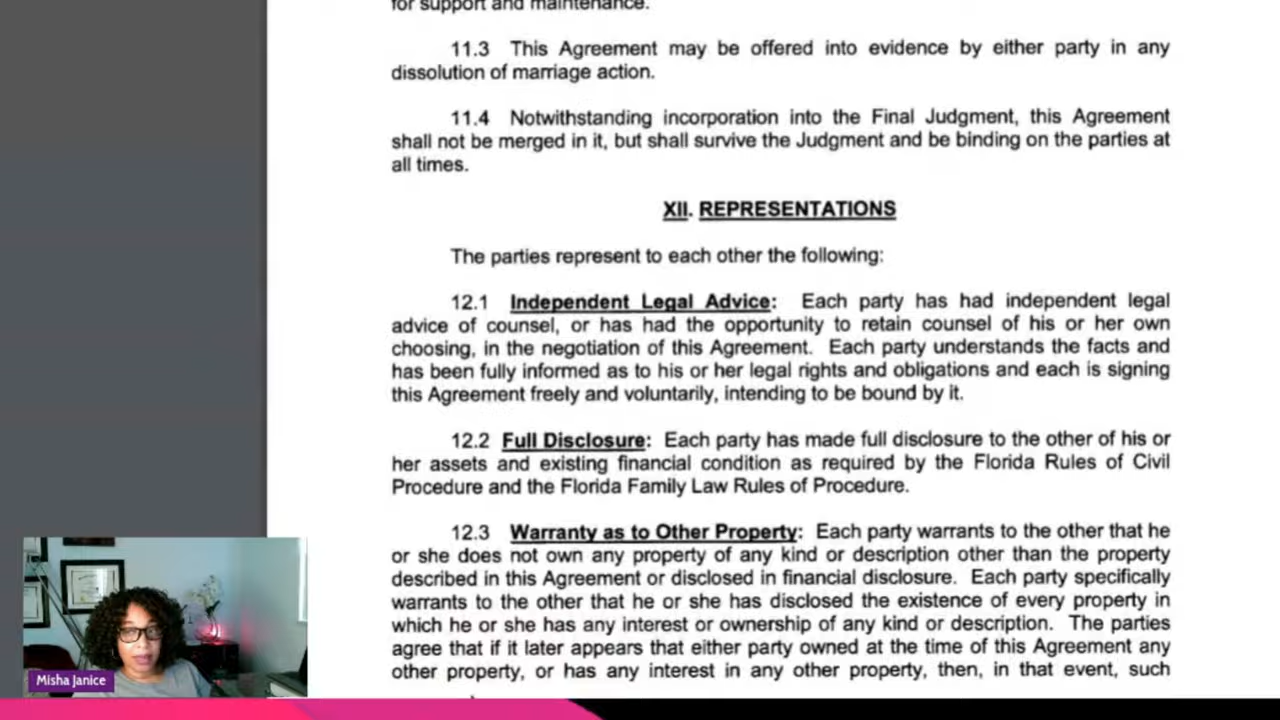 for support and maintenance.
11.3 This Agreement may be offered into evidence by either party in any
dissolution of marriage action.
11.4 Notwithstanding incorporation into the Final Judgment, this Agreement
shall not be merged in it, but shall survive the Judgment and be binding on the parties at
all times.
XII. REPRESENTATIONS
The parties represent to each other the following:
12.1 Independent Legal Advice: Each party has had independent legal
advice of counsel, or has had the opportunity to retain counsel of his or her own
choosing, in the negotiation of this Agreement. Each party understands the facts and
has been fully informed as to his or her legal rights and obligations and each is signing
this Agreement freely and voluntarily, intending to be bound by it.
12.2 Full Disclosure: Each party has made full disclosure to the other of his or
her assets and existing financial condition as required by the Florida Rules of Civil
Procedure and the Florida Family Law Rules of Procedure.
12.3 Warranty as to Other Property: Each party warrants to the other that he
or she does not own any property of any kind or description other than the property
described in this Agreement or disclosed in financial disclosure. Each party specifically
warrants to the other that he or she has disclosed the existence of every property in
which he or she has any interest or ownership of any kind or description. The parties
agree that if it later appears that either party owned at the time of this Agreement any
other property, or has any interest in any other property, then, in that event, such
Misha Janice